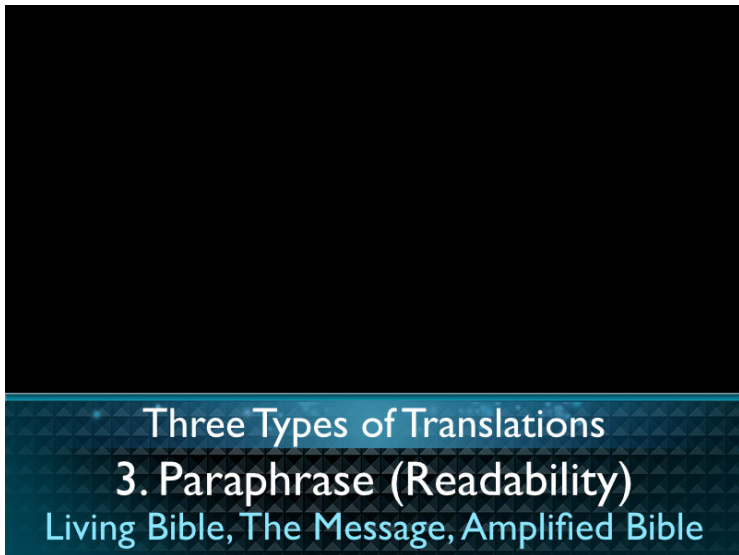 Three Types of Translations
3. Paraphrase (Readability)
Living Bible, The Message, Amplified Bible